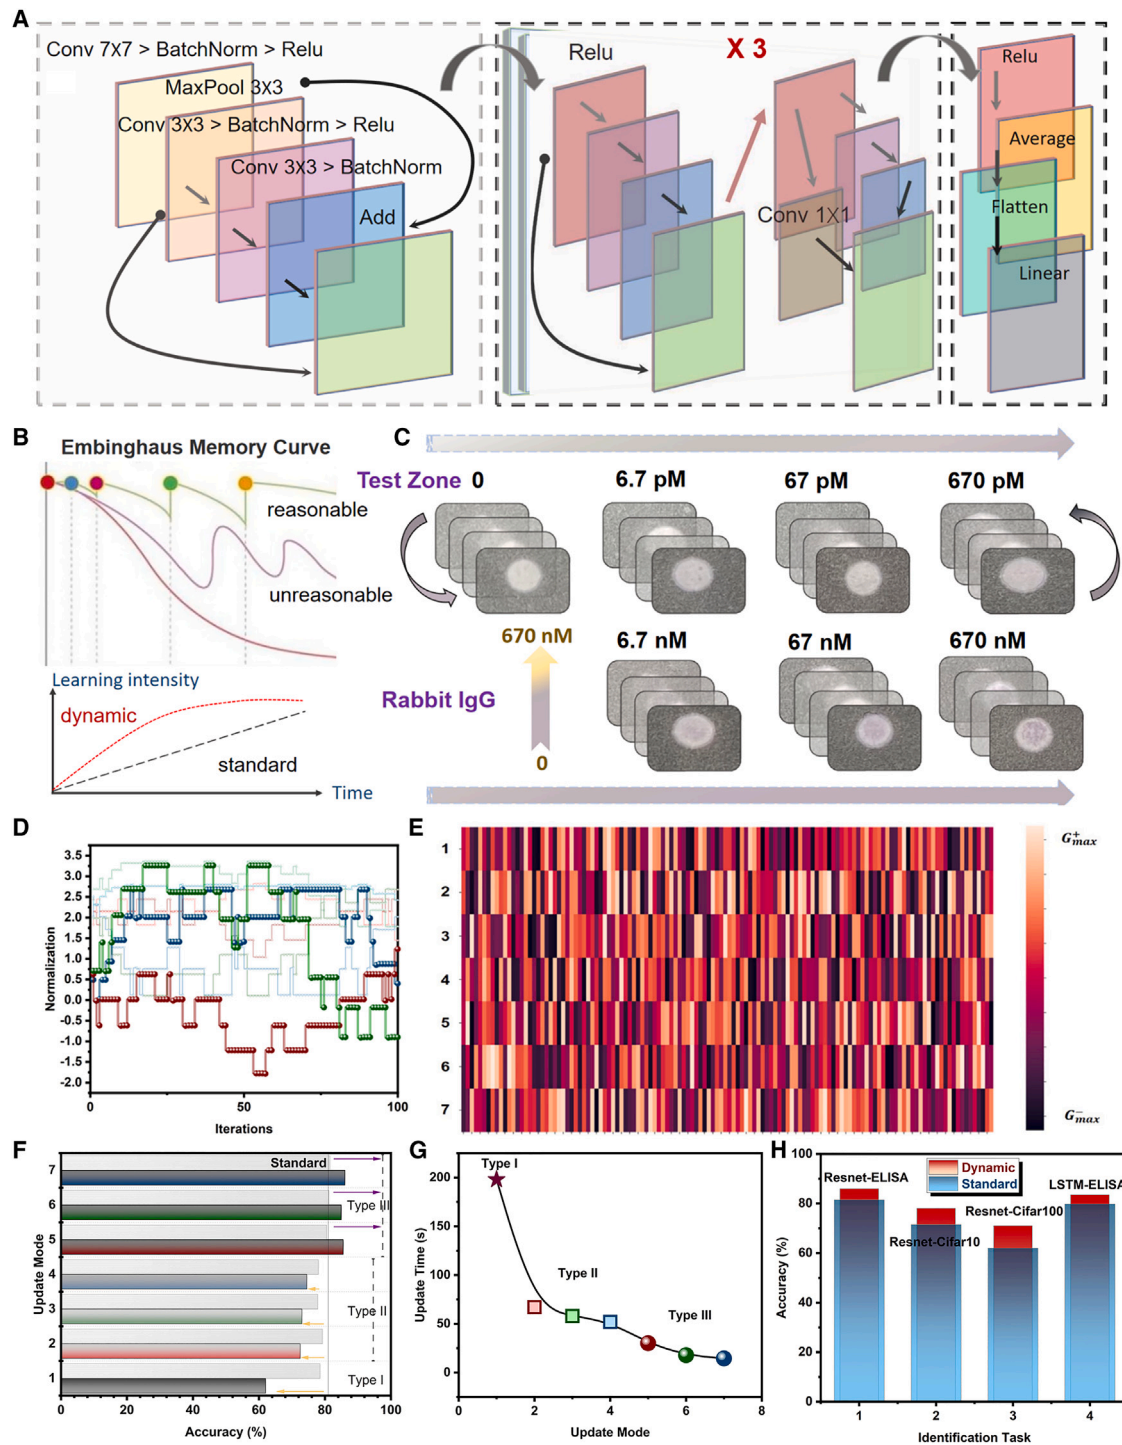 A
Conv 7X7 > BatchNorm > Relu
MaxPool 3X3
Conv 3X3 > BatchNorm > Relu
Conv 3X3 > BatchNorm
Add
Relu
X 3
Conv 1X1
Relu
Average
Flatten
Linear
B
Embinghaus Memory Curve
reasonable
unreasonable
Learning intensity
dynamic
standard
Time
C
Test Zone 0 6.7 pM 67 pM 670 pM
670 nM 6.7 nM 67 nM 670 nM
Rabbit IgG
0
D
3.5
3.0
2.5
2.0
1.5
1.0
0.5
0.0
-0.5
-1.0
-1.5
-2.0
Normalization
0 50 100
Iterations
E
1
2
3
4
5
6
7
G+max
G−max
F
Standard
7
6
5
4
3
2
1
Type III
Type II
Type I
Update Mode
0 20 40 60 80 100
Accuracy (%)
G
Type I
Type II
Type III
200
150
100
50
0
Update Time (s)
0 2 4 6 8
Update Mode
H
100
80
60
40
20
0
Accuracy (%)
Dynamic
Standard
Resnet-ELISA
Resnet-Cifar10
Resnet-Cifar100
LSTM-ELISA
1 2 3 4
Identification Task